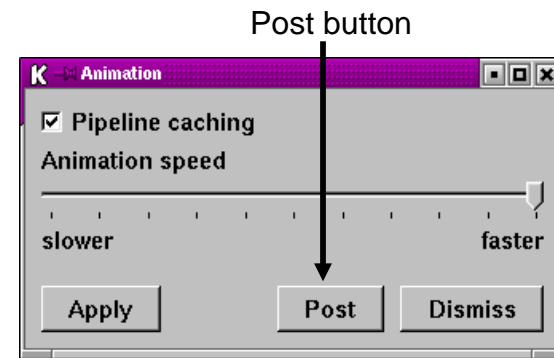 Post button
Animation
Pipeline caching
Animation speed
slower faster
Apply Post Dismiss